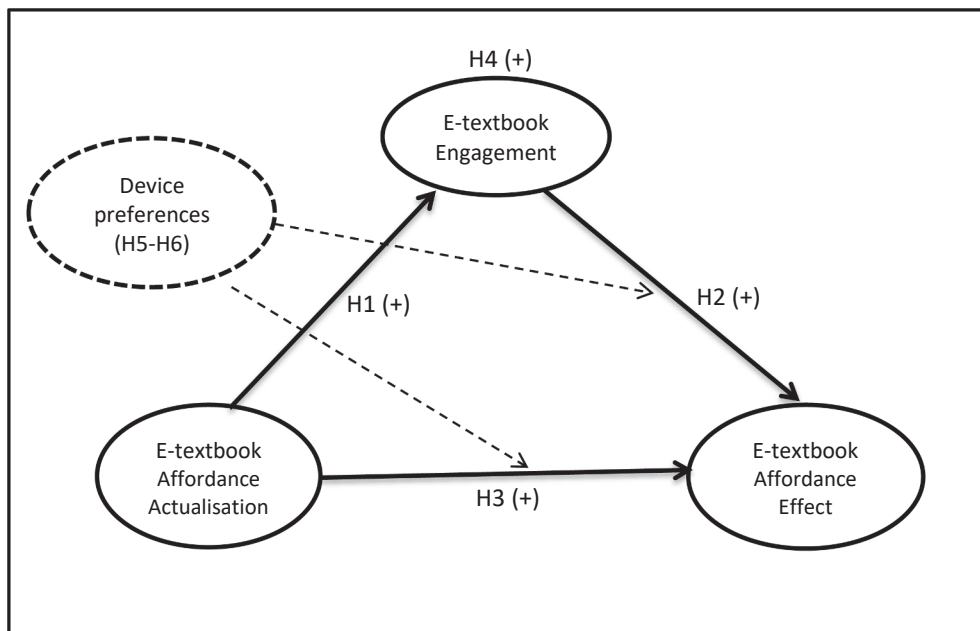 H4 (+)
E-textbook
Engagement
Device
preferences
(H5-H6)
H1 (+)
H2 (+)
E-textbook
Affordance
Actualisation
H3 (+)
E-textbook
Affordance
Effect